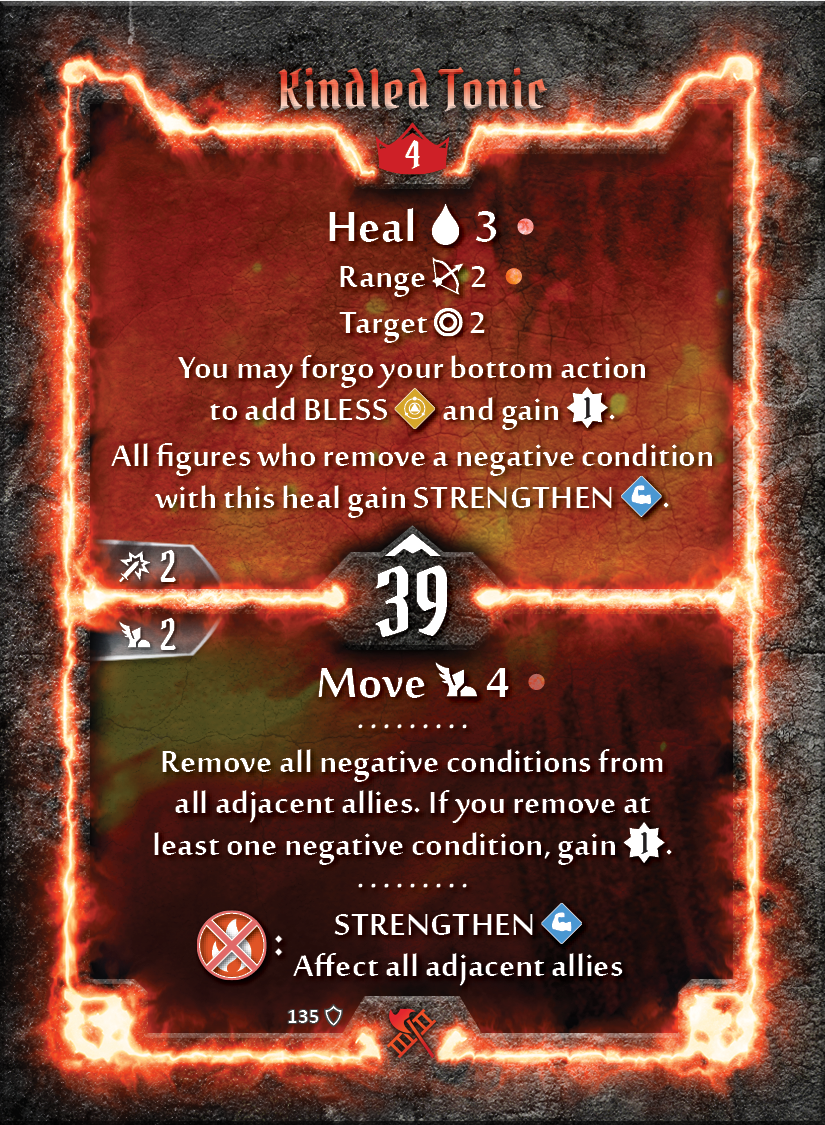 Kindled Tonic
4
Heal 3
Range 2
Target 2
You may forgo your bottom action
to add BLESS and gain 1.
All figures who remove a negative condition
with this heal gain STRENGTHEN.
2
39
2
Move 4
Remove all negative conditions from
all adjacent allies. If you remove at
least one negative condition, gain 1.
: STRENGTHEN
Affect all adjacent allies
135